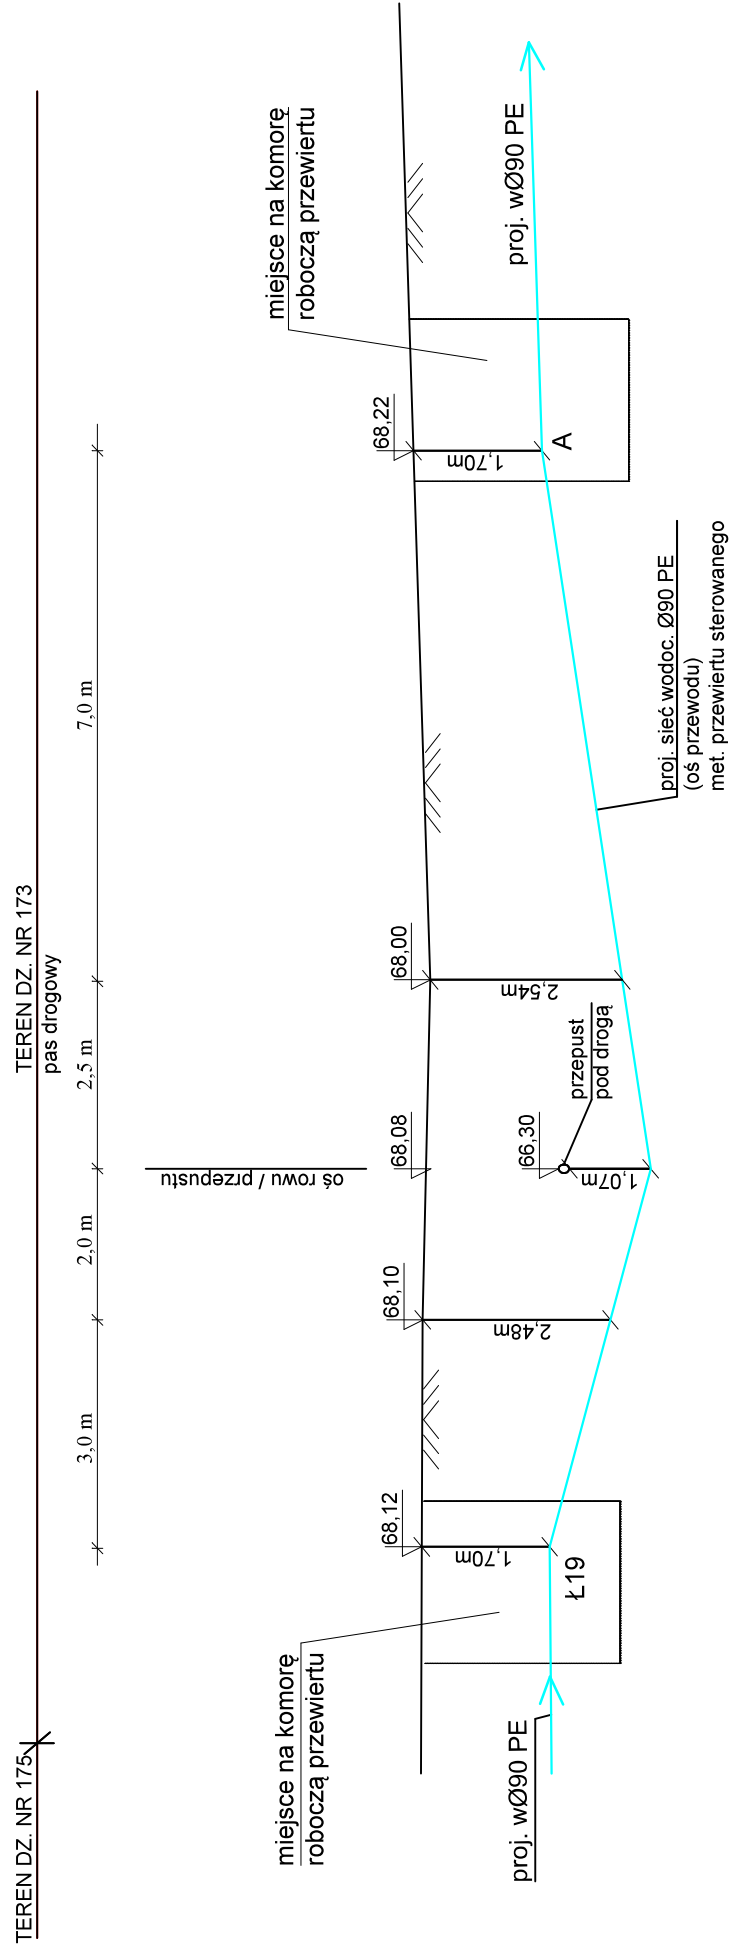 TEREN DZ. NR 175
TEREN DZ. NR 173
pas drogowy
3,0 m
2,0 m
2,5 m
7,0 m
oś rowu / przepustu
miejsce na komorę
roboczą przewiertu
miejsce na komorę
roboczą przewiertu
68,12
68,10
68,08
68,00
68,22
1,70m
2,48m
66,30
przepust
pod drogą
1,07m
2,54m
1,70m
proj. wØ90 PE
Ł19
A
proj. wØ90 PE
proj. sieć wodoc. Ø90 PE
(oś przewodu)
met. przewiertu sterowanego